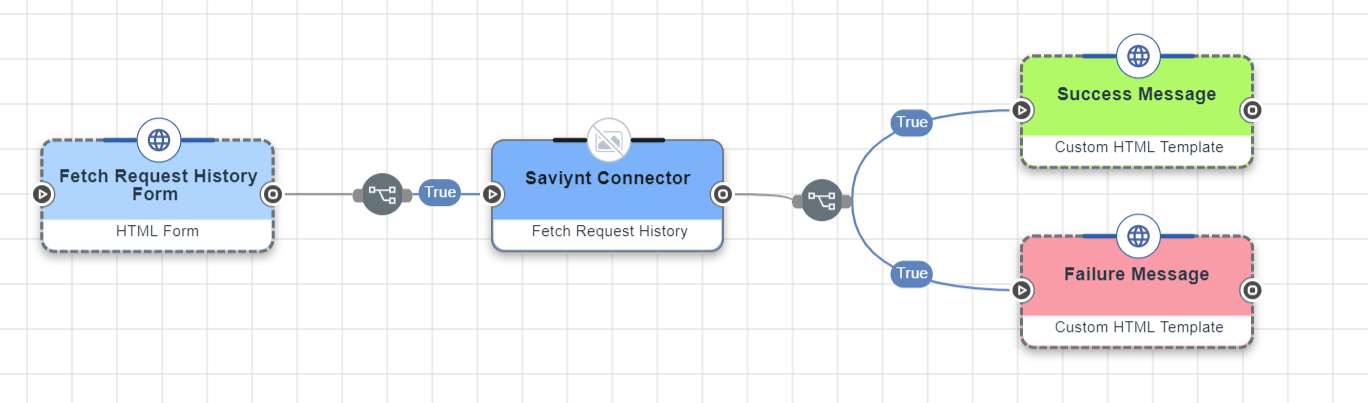 Fetch Request History
Form
HTML Form
True
Saviynt Connector
Fetch Request History
True
Success Message
Custom HTML Template
True
Failure Message
Custom HTML Template